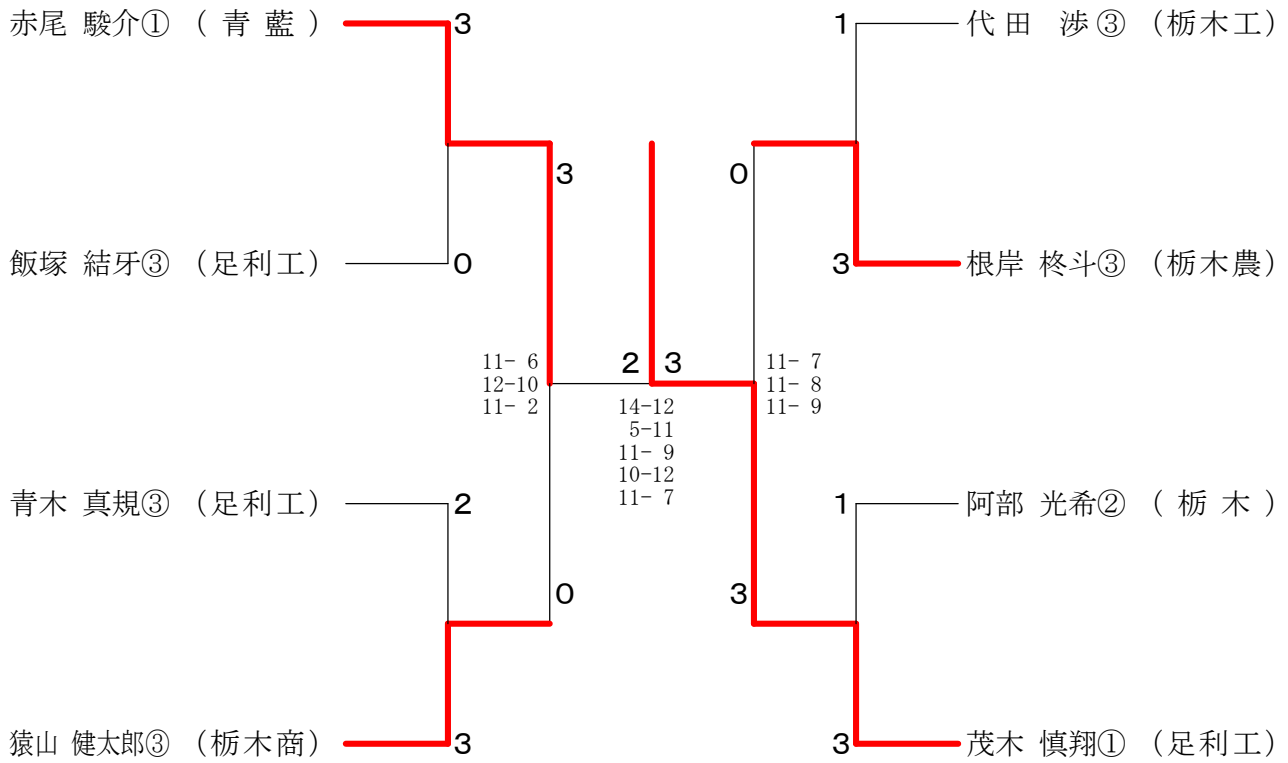 赤尾 駿介① (青 藍) 3
1 代田 渉③ (栃木工)
3
0
飯塚 結牙③ (足利工) 0
3 根岸 柊斗③ (栃木農)
11- 6
12-10
11- 2
2 3
14-12
5-11
11- 9
10-12
11- 7
11- 7
11- 8
11- 9
青木 真規③ (足利工) 2
1 阿部 光希② (栃 木)
0
3
猿山 健太郎③ (栃木商) 3
3 茂木 慎翔① (足利工)